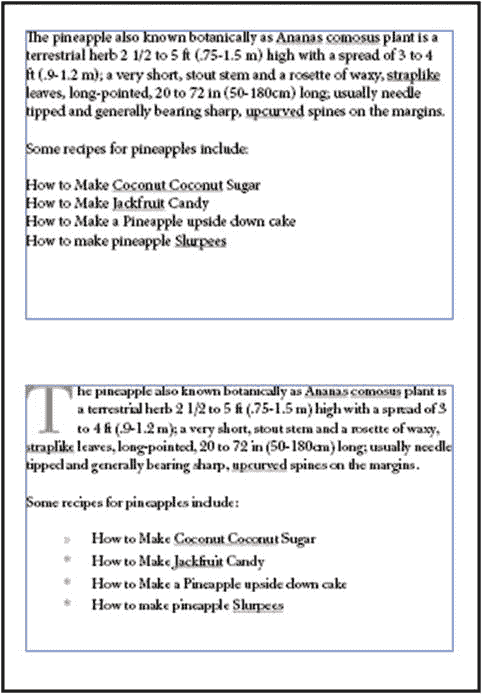 The pineapple also known botanically as Ananas comosus plant is a
terrestrial herb 2 1/2 to 5 ft (.75-1.5 m) high with a spread of 3 to 4
ft (.9-1.2 m); a very short, stout stem and a rosette of waxy, straplike
leaves, long-pointed, 20 to 72 in (50-180cm) long; usually needle
tipped and generally bearing sharp, upcurved spines on the margins.
Some recipes for pineapples include:
How to Make Coconut Coconut Sugar
How to Make Jackfruit Candy
How to Make a Pineapple upside down cake
How to make pineapple Slurpees
The pineapple also known botanically as Ananas comosus plant is
a terrestrial herb 2 1/2 to 5 ft (.75-1.5 m) high with a spread of 3
to 4 ft (.9-1.2 m); a very short, stout stem and a rosette of waxy,
straplike leaves, long-pointed, 20 to 72 in (50-180cm) long; usually needle
tipped and generally bearing sharp, upcurved spines on the margins.
Some recipes for pineapples include:
» How to Make Coconut Coconut Sugar
* How to Make Jackfruit Candy
* How to Make a Pineapple upside down cake
* How to make pineapple Slurpees